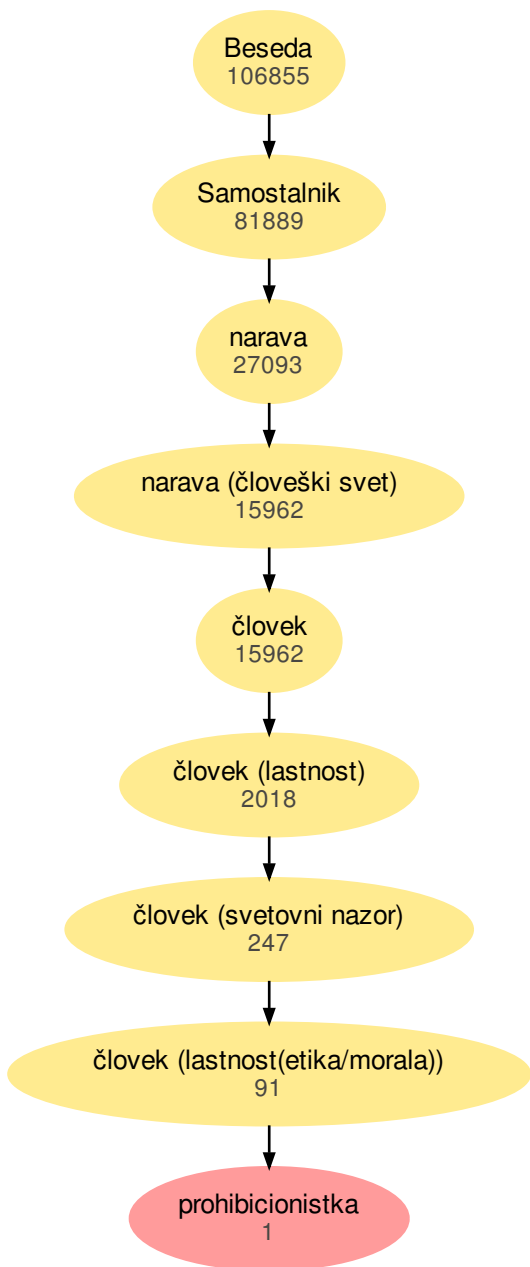 Beseda
106855
Samostalnik
81889
narava
27093
narava (človeški svet)
15962
človek
15962
človek (lastnost)
2018
človek (svetovni nazor)
247
človek (lastnost(etika/morala))
91
prohibicionistka
1